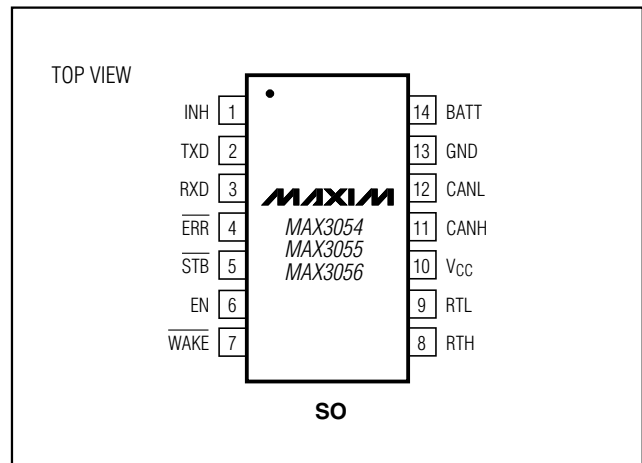 TOP VIEW
INH 1
TXD 2
RXD 3
ERR 4
STB 5
EN 6
WAKE 7
MAXIM
MAX3054
MAX3055
MAX3056
14 BATT
13 GND
12 CANL
11 CANH
10 VCC
9 RTL
8 RTH
SO